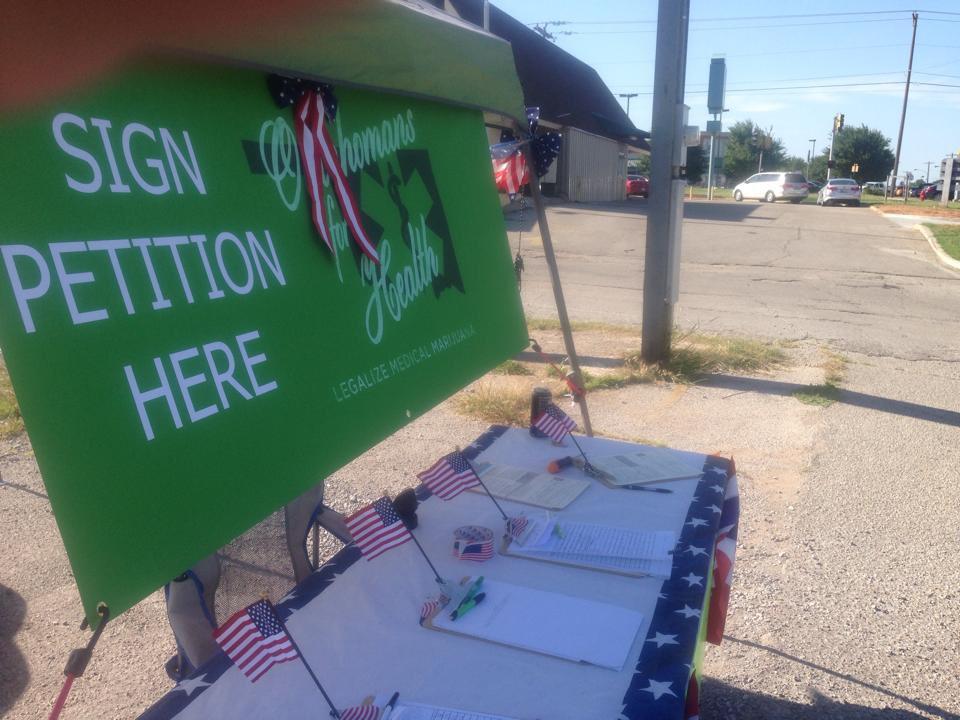 SIGN
PETITION
HERE
Oklahomans
for
Health
LEGALIZE MEDICAL MARIJUANA